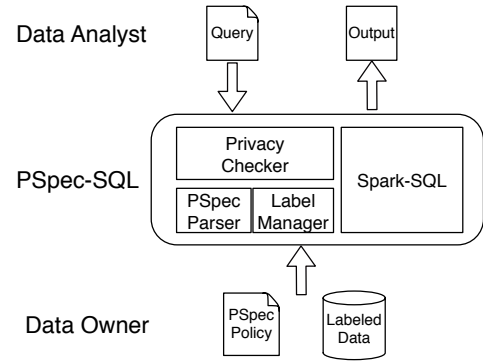 Data Analyst
Query
Output
PSpec-SQL
Privacy
Checker
PSpec
Parser
Label
Manager
Spark-SQL
Data Owner
PSpec
Policy
Labeled
Data